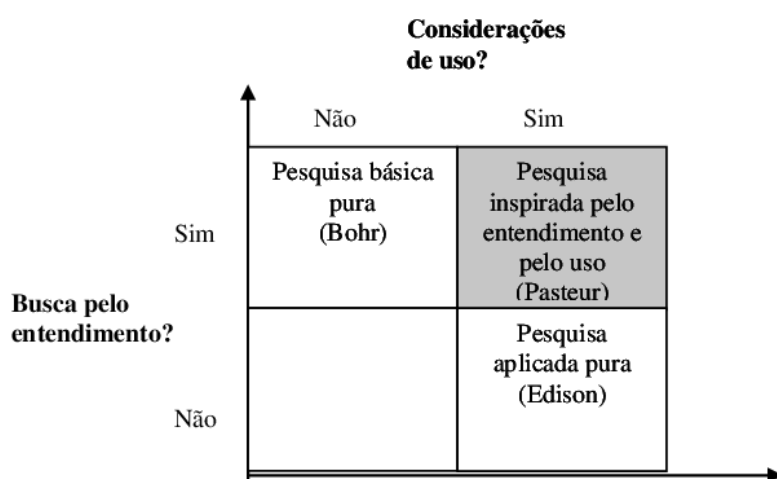 Considerações
de uso?
Não
Sim
Pesquisa básica
pura
(Bohr)
Pesquisa
inspirada pelo
entendimento e
pelo uso
(Pasteur)
Sim
Busca pelo
entendimento?
Pesquisa
aplicada pura
(Edison)
Não